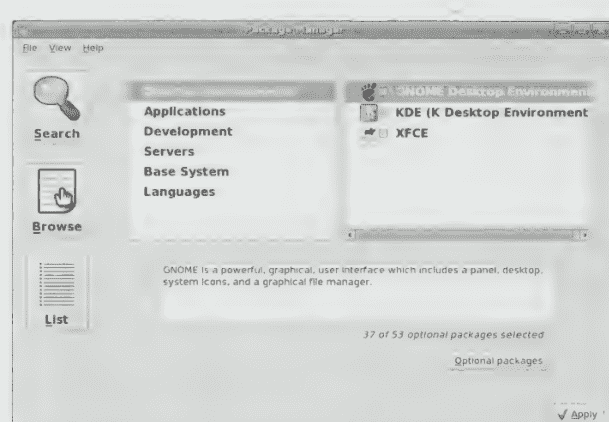 Package Manager
File View Help
Search
Browse
List
Applications
Development
Servers
Base System
Languages
GNOME Desktop Environment
KDE (K Desktop Environment
XFCE
GNOME is a powerful, graphical, user interface which includes a panel, desktop,
system icons, and a graphical file manager.
37 of 53 optional packages selected
Optional packages
Apply